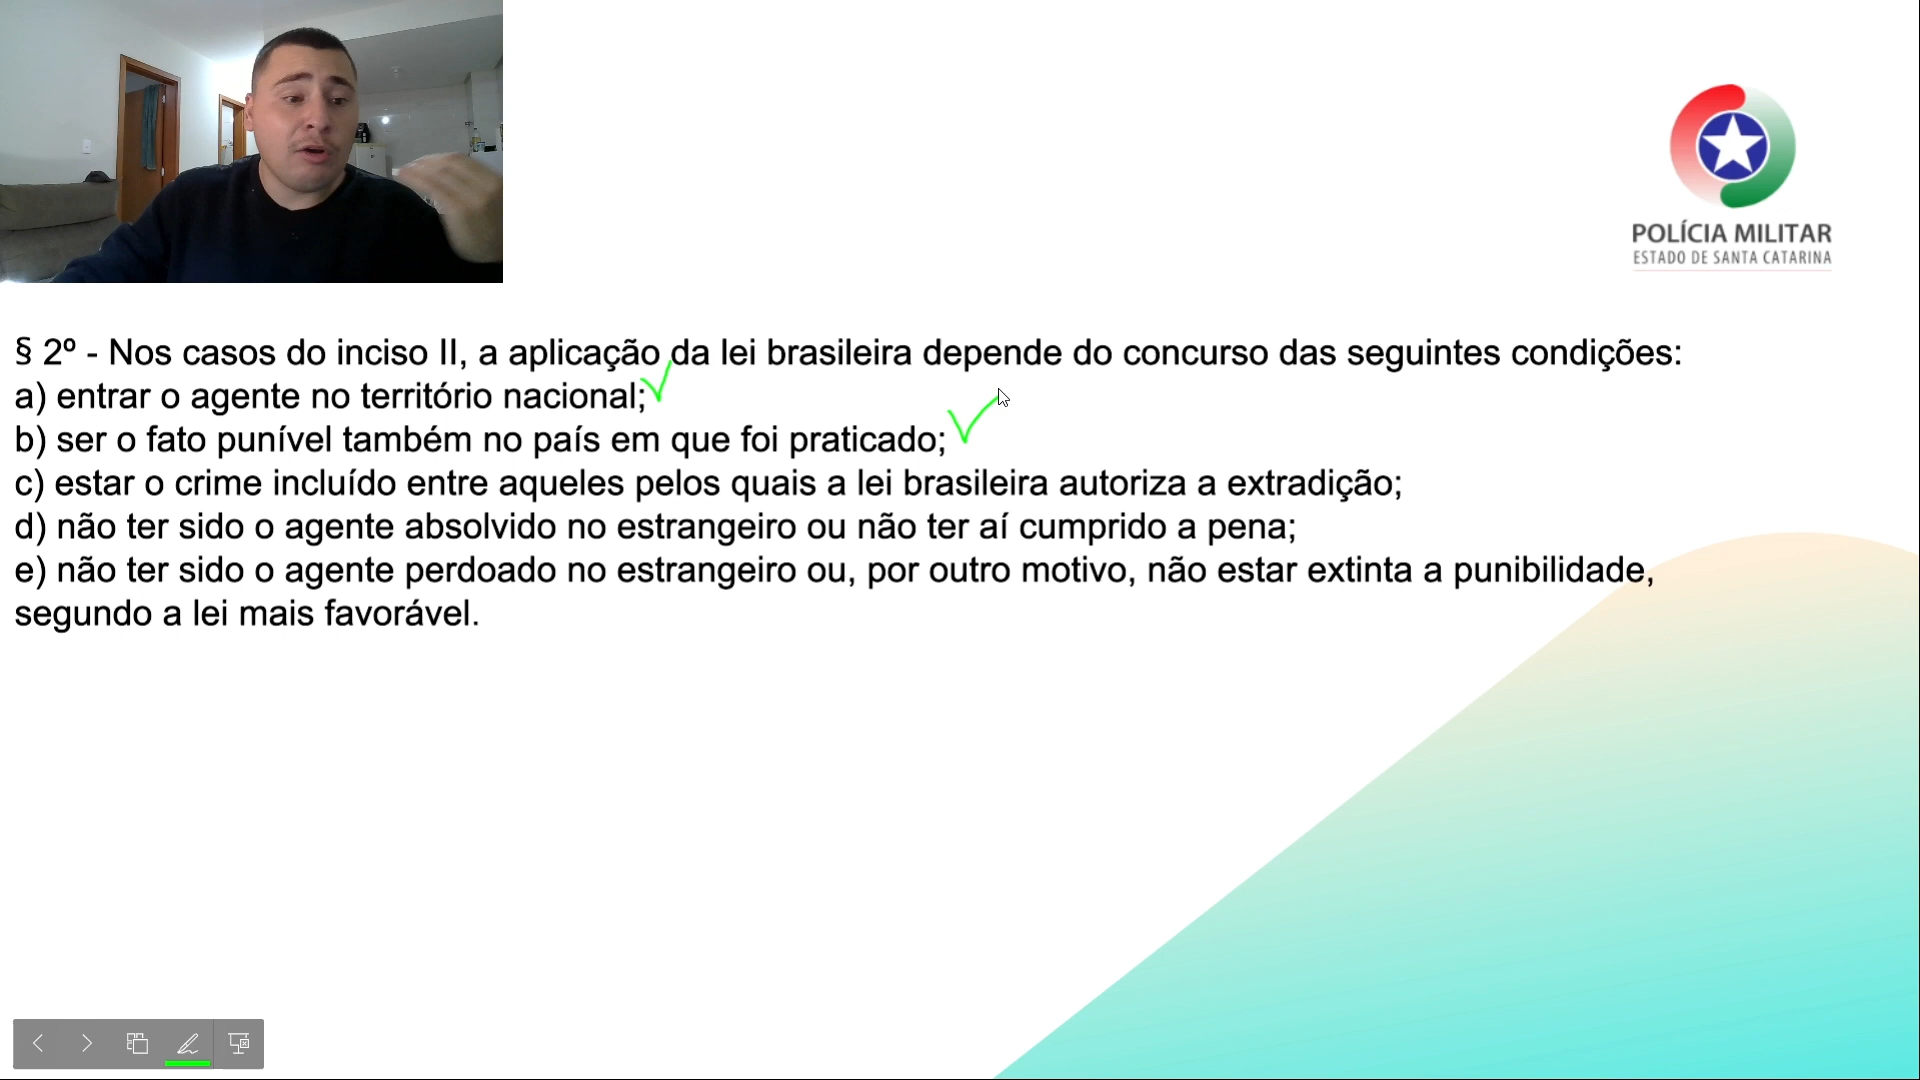 POLÍCIA MILITAR
ESTADO DE SANTA CATARINA
§ 2º - Nos casos do inciso II, a aplicação da lei brasileira depende do concurso das seguintes condições:
a) entrar o agente no território nacional;
b) ser o fato punível também no país em que foi praticado;
c) estar o crime incluído entre aqueles pelos quais a lei brasileira autoriza a extradição;
d) não ter sido o agente absolvido no estrangeiro ou não ter aí cumprido a pena;
e) não ter sido o agente perdoado no estrangeiro ou, por outro motivo, não estar extinta a punibilidade,
segundo a lei mais favorável.